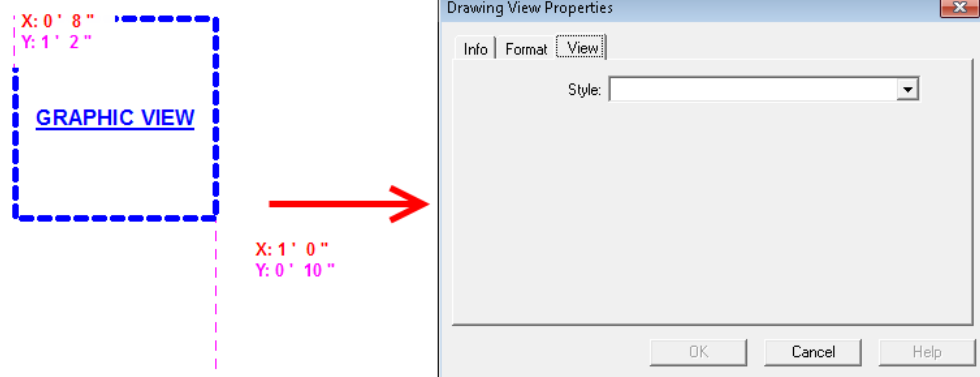 X: 0 ' 8 "
Y: 1 ' 2 "
GRAPHIC VIEW
X: 1 ' 0 "
Y: 0 ' 10 "
Drawing View Properties
Info Format View
Style:
OK Cancel Help